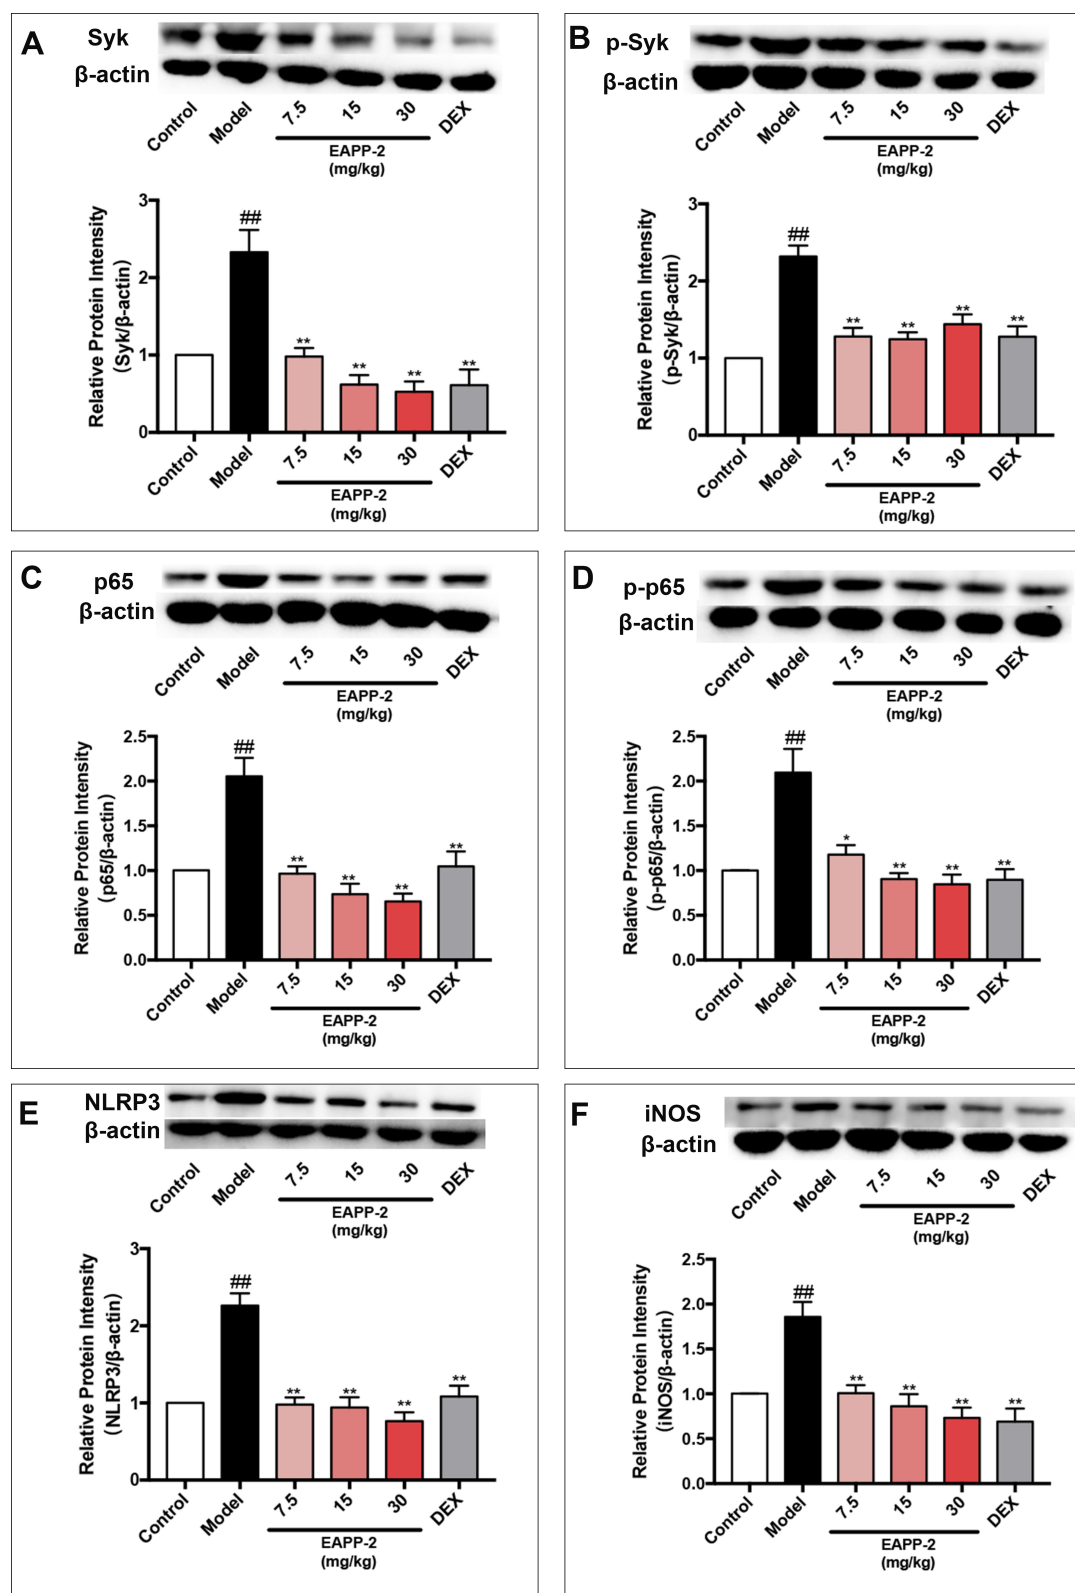 A
Syk
β-actin
Control
Model
7.5
15
30
DEX
EAPP-2
(mg/kg)
Relative Protein Intensity
(Syk/β-actin)
3
2
1
0
##
**
**
**
**
Control
Model
7.5
15
30
DEX
EAPP-2
(mg/kg)
B
p-Syk
β-actin
Control
Model
7.5
15
30
DEX
EAPP-2
(mg/kg)
Relative Protein Intensity
(p-Syk/β-actin)
3
2
1
0
##
**
**
**
**
Control
Model
7.5
15
30
DEX
EAPP-2
(mg/kg)
C
p65
β-actin
Control
Model
7.5
15
30
DEX
EAPP-2
(mg/kg)
Relative Protein Intensity
(p65/β-actin)
2.5
2.0
1.5
1.0
0.5
0.0
##
**
**
**
**
Control
Model
7.5
15
30
DEX
EAPP-2
(mg/kg)
D
p-p65
β-actin
Control
Model
7.5
15
30
DEX
EAPP-2
(mg/kg)
Relative Protein Intensity
(p-p65/β-actin)
2.5
2.0
1.5
1.0
0.5
0.0
##
*
**
**
**
Control
Model
7.5
15
30
DEX
EAPP-2
(mg/kg)
E
NLRP3
β-actin
Control
Model
7.5
15
30
DEX
EAPP-2
(mg/kg)
Relative Protein Intensity
(NLRP3/β-actin)
3
2
1
0
##
**
**
**
**
Control
Model
7.5
15
30
DEX
EAPP-2
(mg/kg)
F
iNOS
β-actin
Control
Model
7.5
15
30
DEX
EAPP-2
(mg/kg)
Relative Protein Intensity
(iNOS/β-actin)
2.5
2.0
1.5
1.0
0.5
0.0
##
**
**
**
**
Control
Model
7.5
15
30
DEX
EAPP-2
(mg/kg)